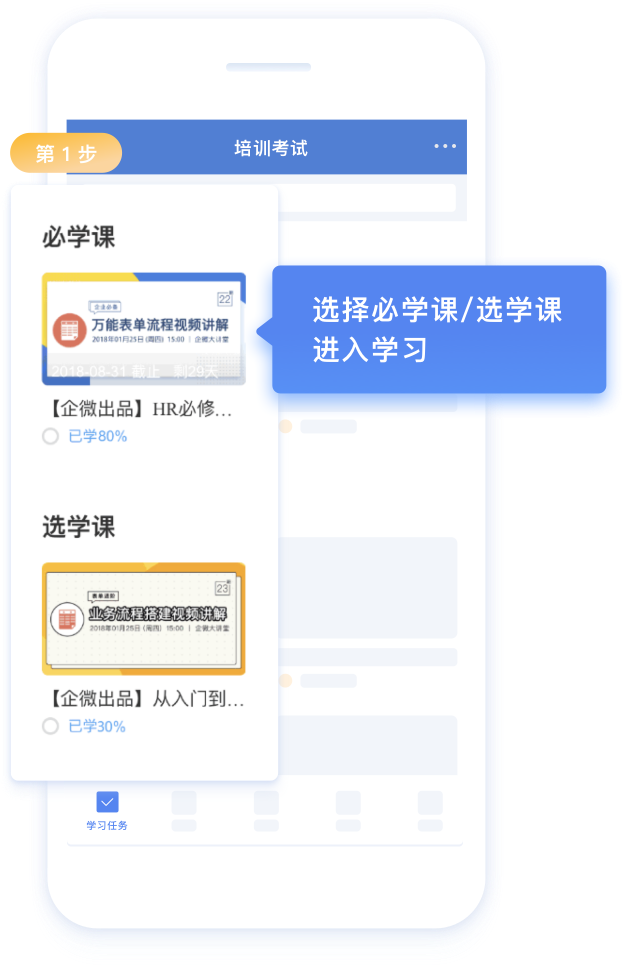 培训考试
第 1 步
必学课
22
企业必备
万能表单流程视频讲解
2018年01月25日 (周四) 15:00 | 企微大讲堂
2018-08-31 截止 剩29天
【企微出品】HR必修…
已学80%
选择必学课/选学课
进入学习
选学课
23
表单进阶
业务流程搭建视频讲解
2018年01月25日 (周四) 15:00 | 企微大讲堂
【企微出品】从入门到…
已学30%
学习任务